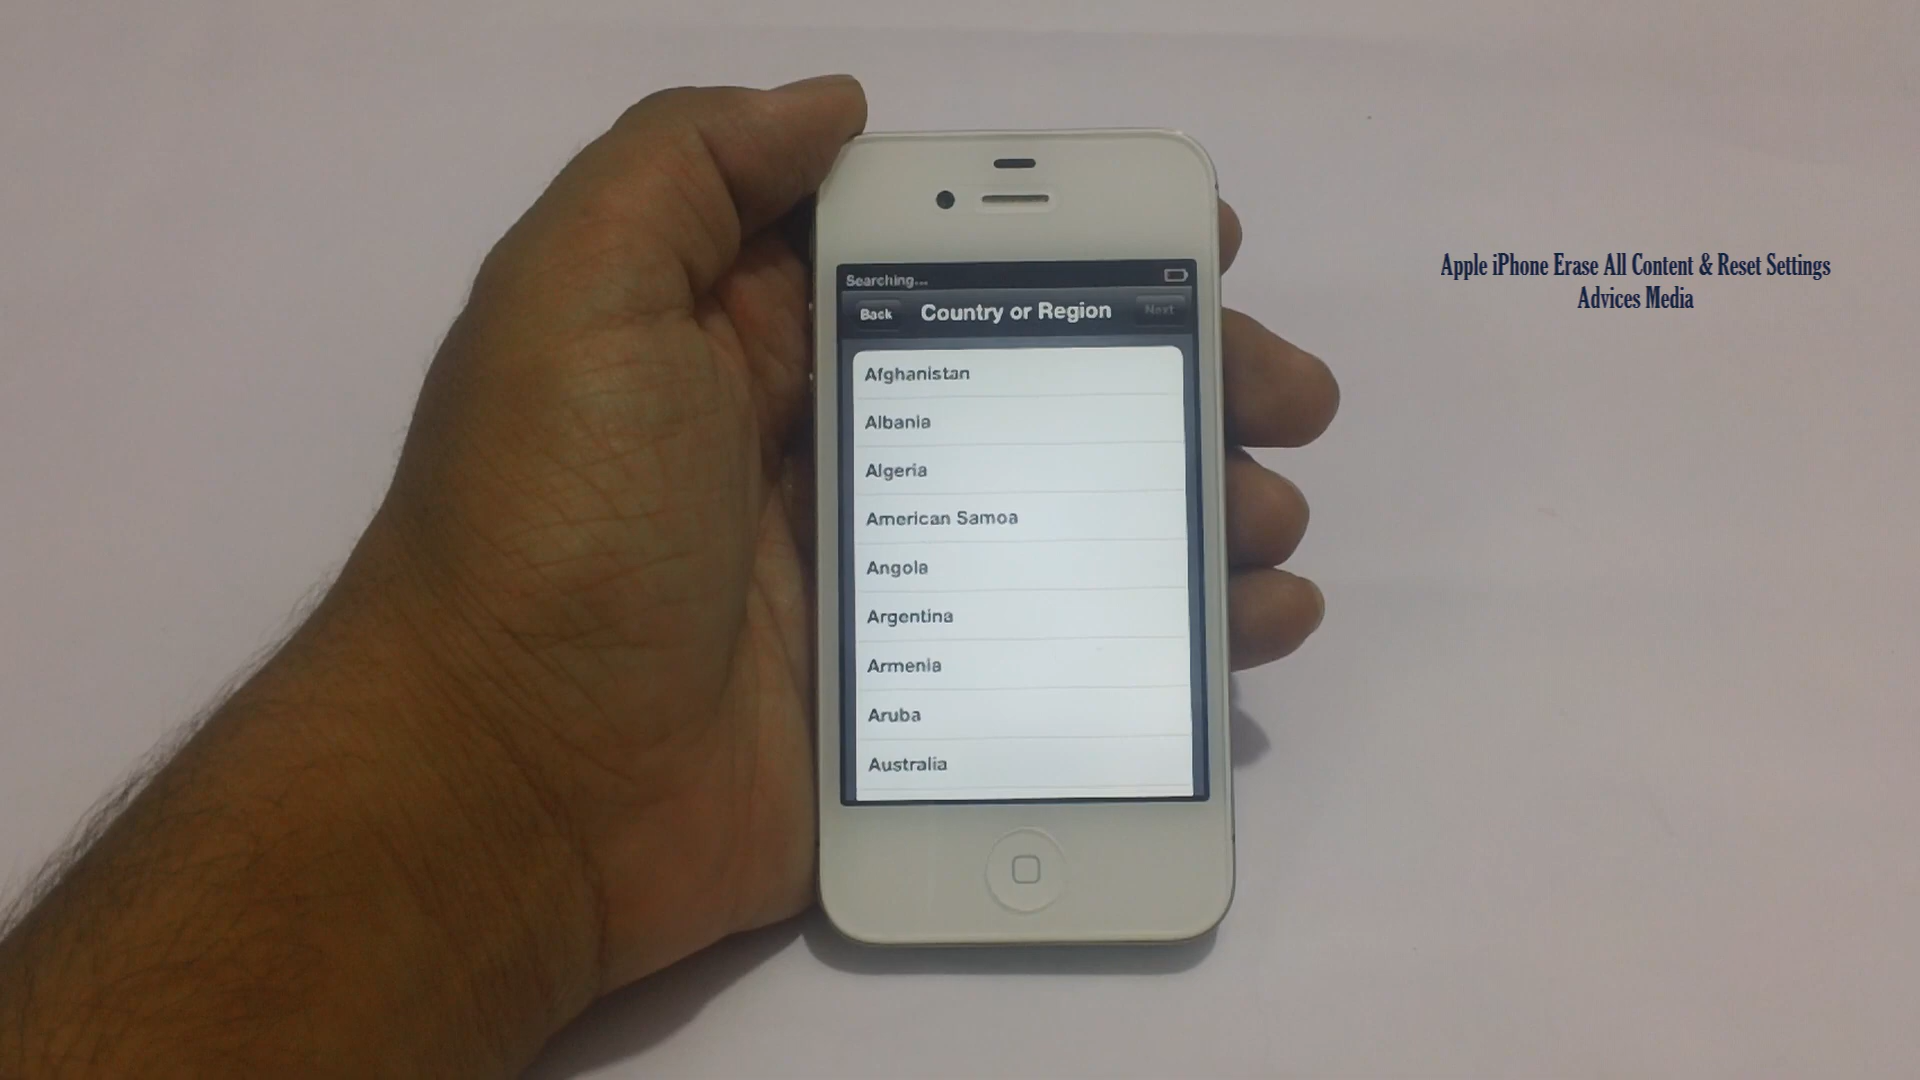 Searching...
Back
Country or Region
Next
Afghanistan
Albania
Algeria
American Samoa
Angola
Argentina
Armenia
Aruba
Australia
Apple iPhone Erase All Content & Reset Settings
Advices Media